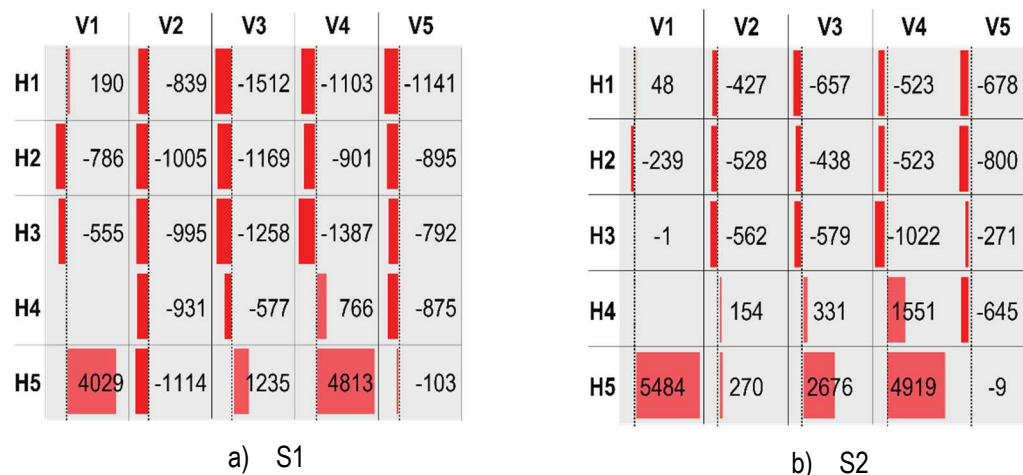 V1 V2 V3 V4 V5
H1 190 -839 -1512 -1103 -1141
H2 -786 -1005 -1169 -901 -895
H3 -555 -995 -1258 -1387 -792
H4 -931 -577 766 -875
H5 4029 -1114 1235 4813 -103
a) S1
V1 V2 V3 V4 V5
H1 48 -427 -657 -523 -678
H2 -239 -528 -438 -523 -800
H3 -1 -562 -579 -1022 -271
H4 154 331 1551 -645
H5 5484 270 2676 4919 -9
b) S2